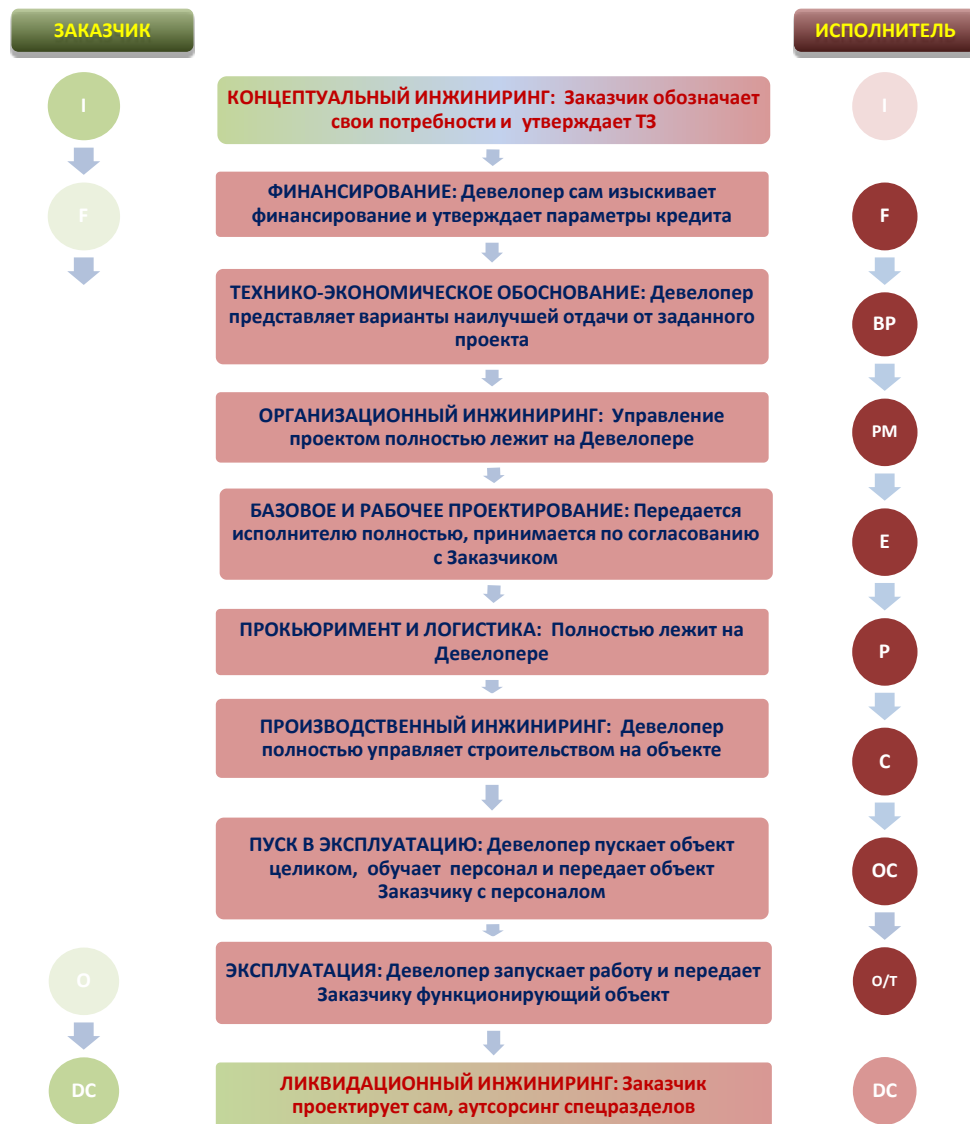 ЗАКАЗЧИК
ИСПОЛНИТЕЛЬ
I
КОНЦЕПТУАЛЬНЫЙ ИНЖИНИРИНГ: Заказчик обозначает
свои потребности и утверждает ТЗ
I
F
ФИНАНСИРОВАНИЕ: Девелопер сам изыскивает
финансирование и утверждает параметры кредита
F
ТЕХНИКО-ЭКОНОМИЧЕСКОЕ ОБОСНОВАНИЕ: Девелопер
представляет варианты наилучшей отдачи от заданного
проекта
BP
ОРГАНИЗАЦИОННЫЙ ИНЖИНИРИНГ: Управление
проектом полностью лежит на Девелопере
PM
БАЗОВОЕ И РАБОЧЕЕ ПРОЕКТИРОВАНИЕ: Передается
исполнителю полностью, принимается по согласованию
с Заказчиком
E
ПРОКЬЮРИМЕНТ И ЛОГИСТИКА: Полностью лежит на
Девелопере
P
ПРОИЗВОДСТВЕННЫЙ ИНЖИНИРИНГ: Девелопер
полностью управляет строительством на объекте
C
ПУСК В ЭКСПЛУАТАЦИЮ: Девелопер пускает объект
целиком, обучает персонал и передает объект
Заказчику с персоналом
OC
O
ЭКСПЛУАТАЦИЯ: Девелопер запускает работу и передает
Заказчику функционирующий объект
O/T
DC
ЛИКВИДАЦИОННЫЙ ИНЖИНИРИНГ: Заказчик
проектирует сам, аутсорсинг спецразделов
DC